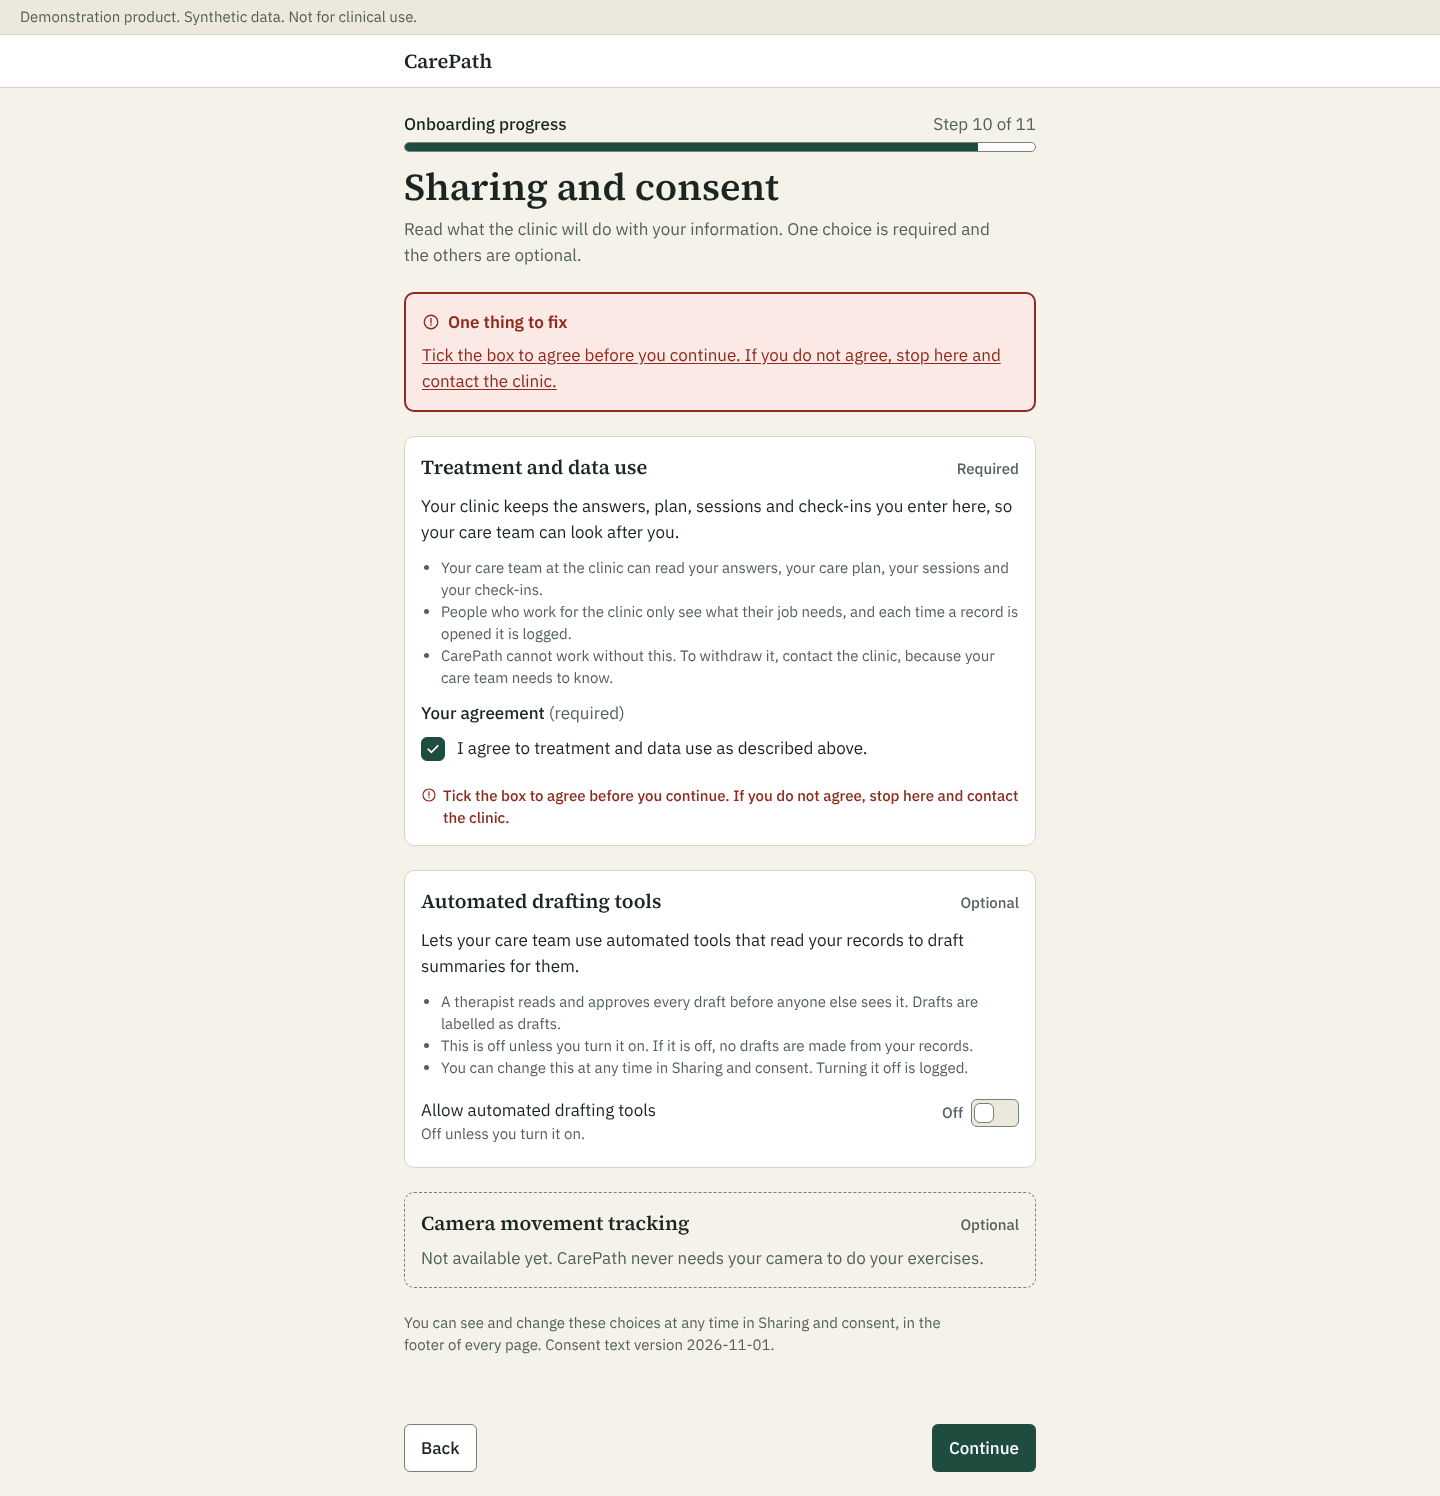 Demonstration product. Synthetic data. Not for clinical use.
CarePath
Onboarding progress
Step 10 of 11
Sharing and consent
Read what the clinic will do with your information. One choice is required and
the others are optional.
One thing to fix
Tick the box to agree before you continue. If you do not agree, stop here and
contact the clinic.
Treatment and data use
Required
Your clinic keeps the answers, plan, sessions and check-ins you enter here, so
your care team can look after you.
• Your care team at the clinic can read your answers, your care plan, your sessions and
your check-ins.
• People who work for the clinic only see what their job needs, and each time a record is
opened it is logged.
• CarePath cannot work without this. To withdraw it, contact the clinic, because your
care team needs to know.
Your agreement (required)
I agree to treatment and data use as described above.
Tick the box to agree before you continue. If you do not agree, stop here and contact
the clinic.
Automated drafting tools
Optional
Lets your care team use automated tools that read your records to draft
summaries for them.
• A therapist reads and approves every draft before anyone else sees it. Drafts are
labelled as drafts.
• This is off unless you turn it on. If it is off, no drafts are made from your records.
• You can change this at any time in Sharing and consent. Turning it off is logged.
Allow automated drafting tools
Off
Off unless you turn it on.
Camera movement tracking
Optional
Not available yet. CarePath never needs your camera to do your exercises.
You can see and change these choices at any time in Sharing and consent, in the
footer of every page. Consent text version 2026-11-01.
Back
Continue